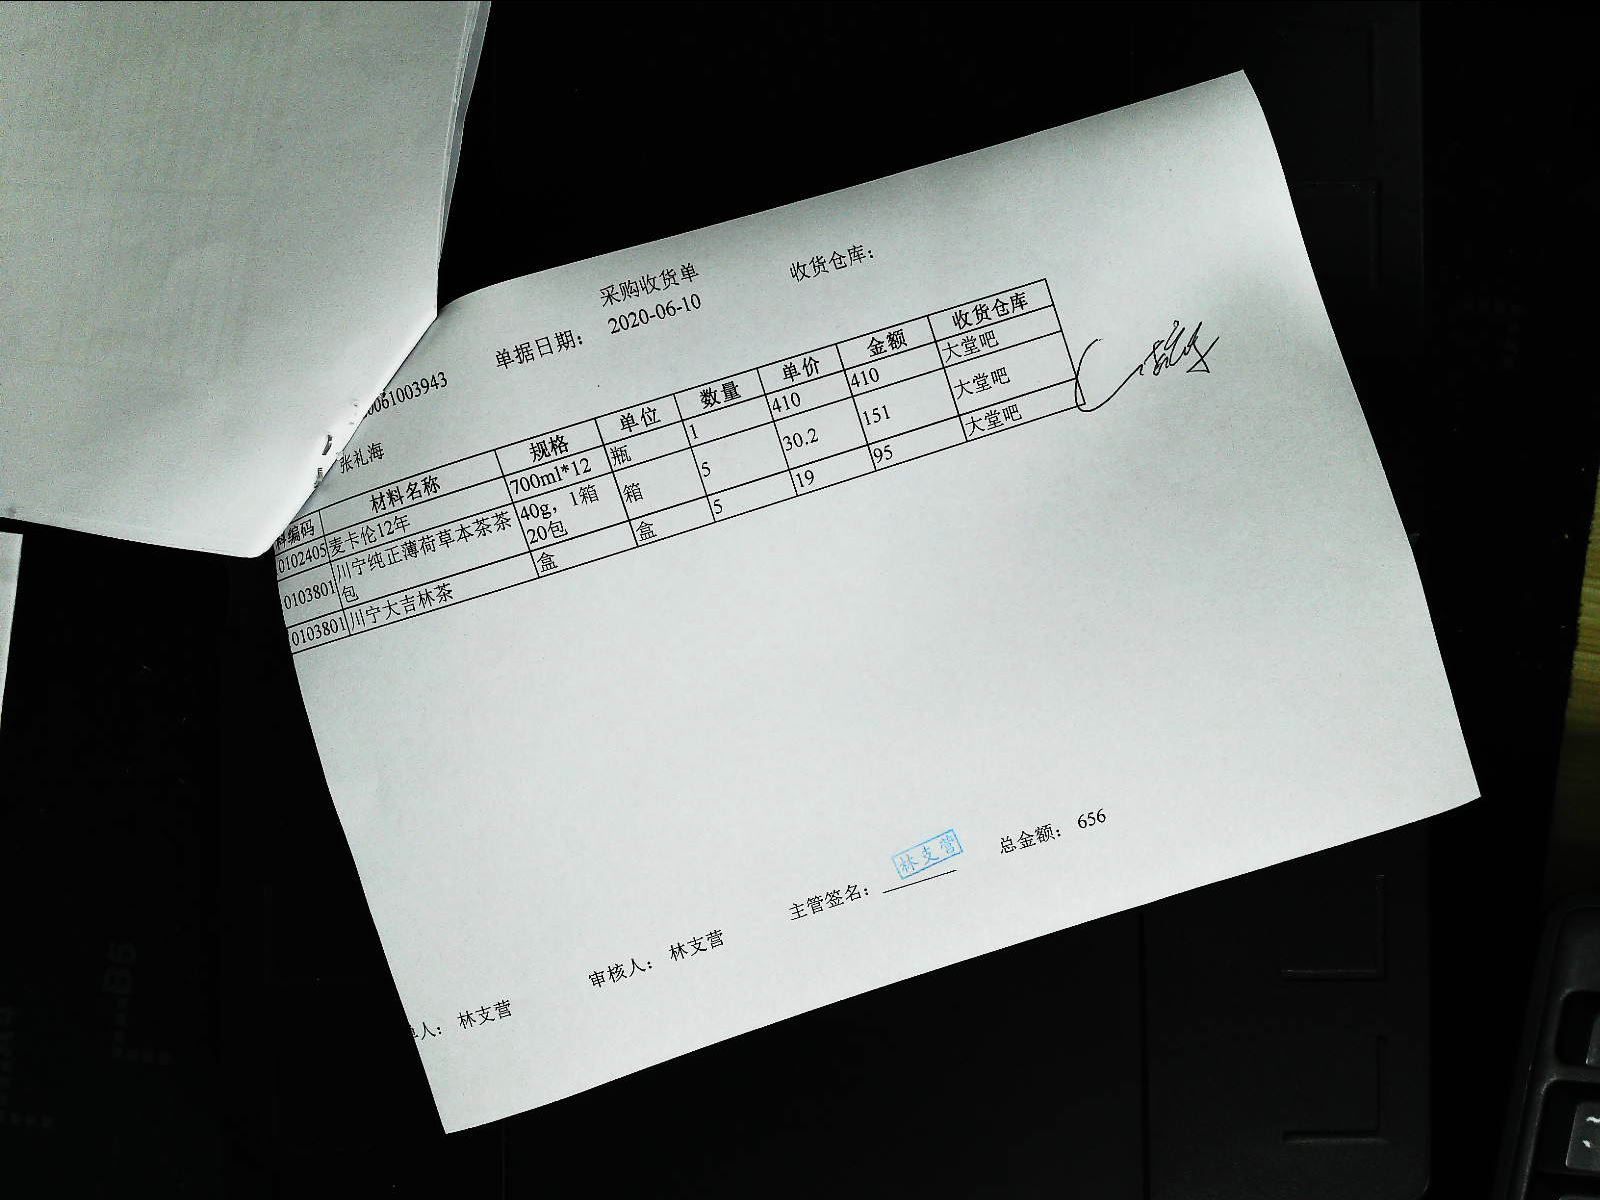 采购收货单
收货仓库：
单据日期： 2020-06-10
0061003943
张礼海
料编码 材料名称 规格 单位 数量 单价 金额 收货仓库
0102405 麦卡伦12年 700ml*12 瓶 1 410 410 大堂吧
0103801 川宁纯正薄荷草本茶茶包 40g，1箱20包 箱 5 30.2 151 大堂吧
0103801 川宁大吉林茶 盒 盒 5 19 95 大堂吧
单人： 林支营 审核人： 林支营 主管签名： 林支营 总金额： 656